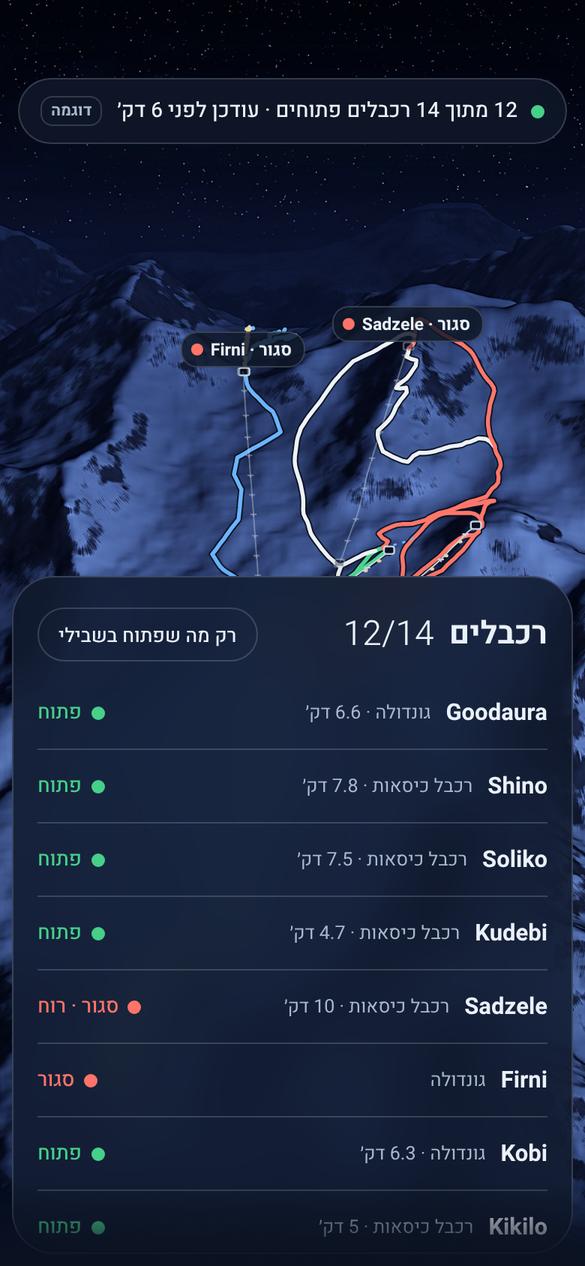 12 מתוך 14 רכבלים פתוחים · עודכן לפני 6 דק׳ דוגמה
Sadzele · סגור
Firni · סגור
רכבלים 12/14 רק מה שפתוח בשבילי
Goodaura גונדולה · 6.6 דק׳ פתוח
Shino רכבל כיסאות · 7.8 דק׳ פתוח
Soliko רכבל כיסאות · 7.5 דק׳ פתוח
Kudebi רכבל כיסאות · 4.7 דק׳ פתוח
Sadzele רכבל כיסאות · 10 דק׳ סגור · רוח
Firni גונדולה סגור
Kobi גונדולה · 6.3 דק׳ פתוח
Kikilo רכבל כיסאות · 5 דק׳ פתוח